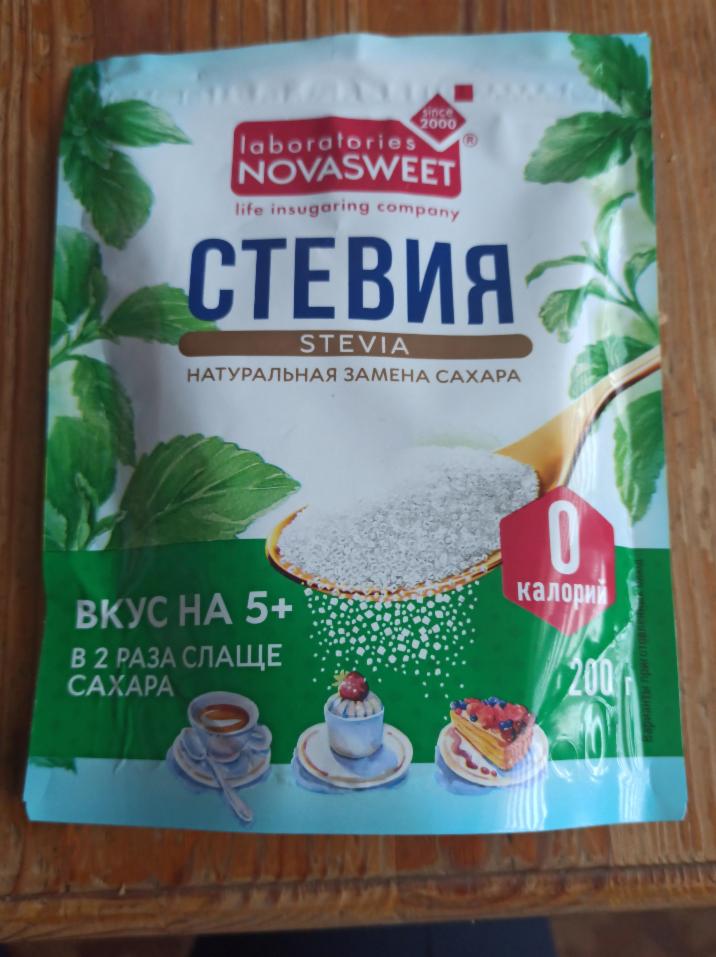 since
2000
laboratories
NOVASWEET®
life insugaring company
СТЕВИЯ
STEVIA
НАТУРАЛЬНАЯ ЗАМЕНА САХАРА
0
калорий
ВКУС НА 5+
В 2 РАЗА СЛАЩЕ
САХАРА
200 г
Варианты